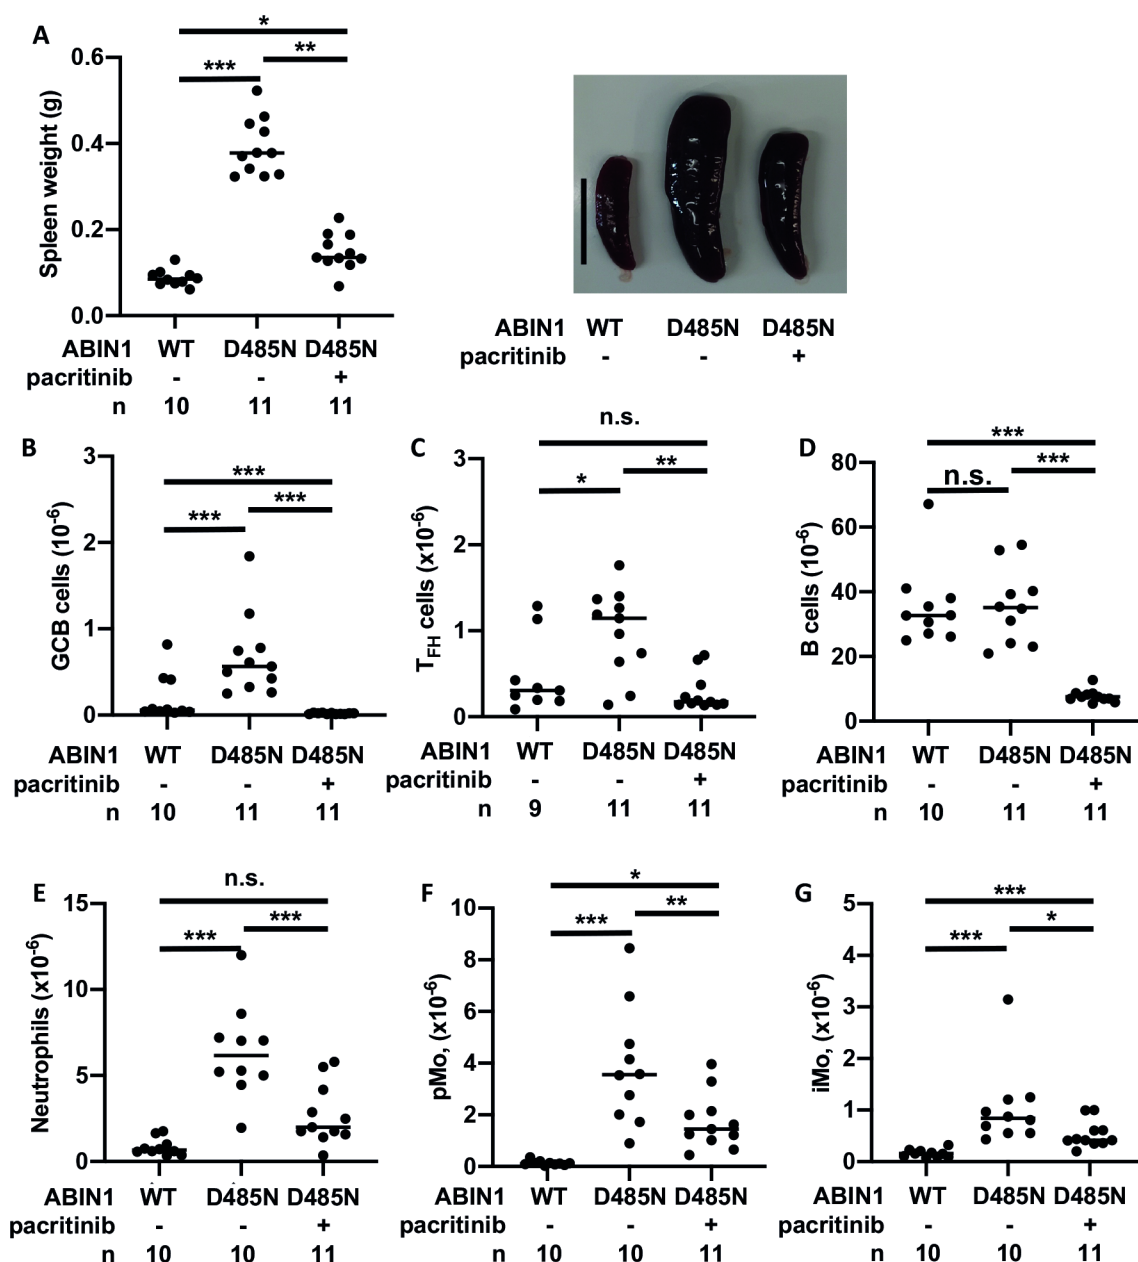 A
*
**
***
Spleen weight (g)
0.6
0.4
0.2
0.0
ABIN1 WT D485N D485N
pacritinib - - +
n 10 11 11
ABIN1 WT D485N D485N
pacritinib - - +
B
***
***
***
GCB cells (10-6)
3
2
1
0
ABIN1 WT D485N D485N
pacritinib - - +
n 10 11 11
C
n.s.
**
*
TFH cells (x10-6)
3
2
1
0
ABIN1 WT D485N D485N
pacritinib - - +
n 9 11 11
D
***
***
n.s.
B cells (10-6)
80
60
40
20
0
ABIN1 WT D485N D485N
pacritinib - - +
n 10 11 11
E
n.s.
***
***
Neutrophils (x10-6)
15
10
5
0
ABIN1 WT D485N D485N
pacritinib - - +
n 10 10 11
F
*
**
***
pMo, (x10-6)
10
8
6
4
2
0
ABIN1 WT D485N D485N
pacritinib - - +
n 10 10 11
G
***
*
***
iMo, (x10-6)
5
4
3
2
1
0
ABIN1 WT D485N D485N
pacritinib - - +
n 10 10 11